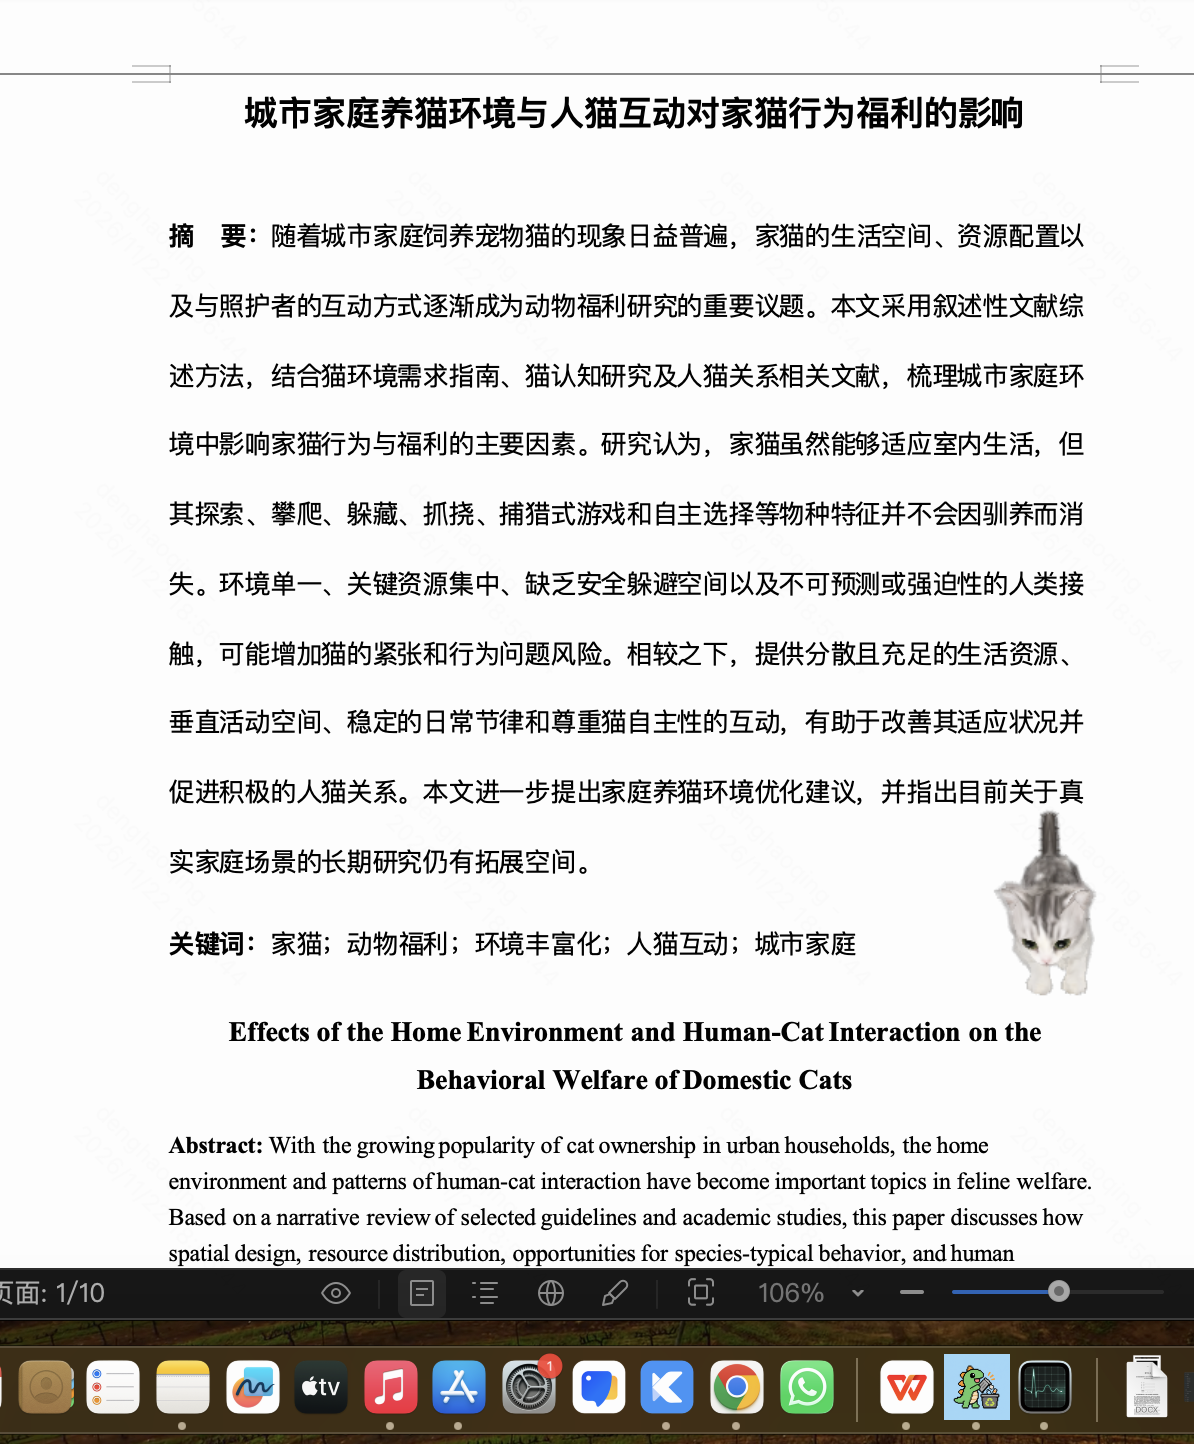 城市家庭养猫环境与人猫互动对家猫行为福利的影响
摘 要：随着城市家庭饲养宠物猫的现象日益普遍，家猫的生活空间、资源配置以
及与照护者的互动方式逐渐成为动物福利研究的重要议题。本文采用叙述性文献综
述方法，结合猫环境需求指南、猫认知研究及人猫关系相关文献，梳理城市家庭环
境中影响家猫行为与福利的主要因素。研究认为，家猫虽然能够适应室内生活，但
其探索、攀爬、躲藏、抓挠、捕猎式游戏和自主选择等物种特征并不会因驯养而消
失。环境单一、关键资源集中、缺乏安全躲避空间以及不可预测或强迫性的人类接
触，可能增加猫的紧张和行为问题风险。相较之下，提供分散且充足的生活资源、
垂直活动空间、稳定的日常节律和尊重猫自主性的互动，有助于改善其适应状况并
促进积极的人猫关系。本文进一步提出家庭养猫环境优化建议，并指出目前关于真
实家庭场景的长期研究仍有拓展空间。
关键词：家猫；动物福利；环境丰富化；人猫互动；城市家庭
Effects of the Home Environment and Human-Cat Interaction on the
Behavioral Welfare of Domestic Cats
Abstract: With the growing popularity of cat ownership in urban households, the home
environment and patterns of human-cat interaction have become important topics in feline welfare.
Based on a narrative review of selected guidelines and academic studies, this paper discusses how
spatial design, resource distribution, opportunities for species-typical behavior, and human
页面: 1/10
106%
tv
1
DOCX